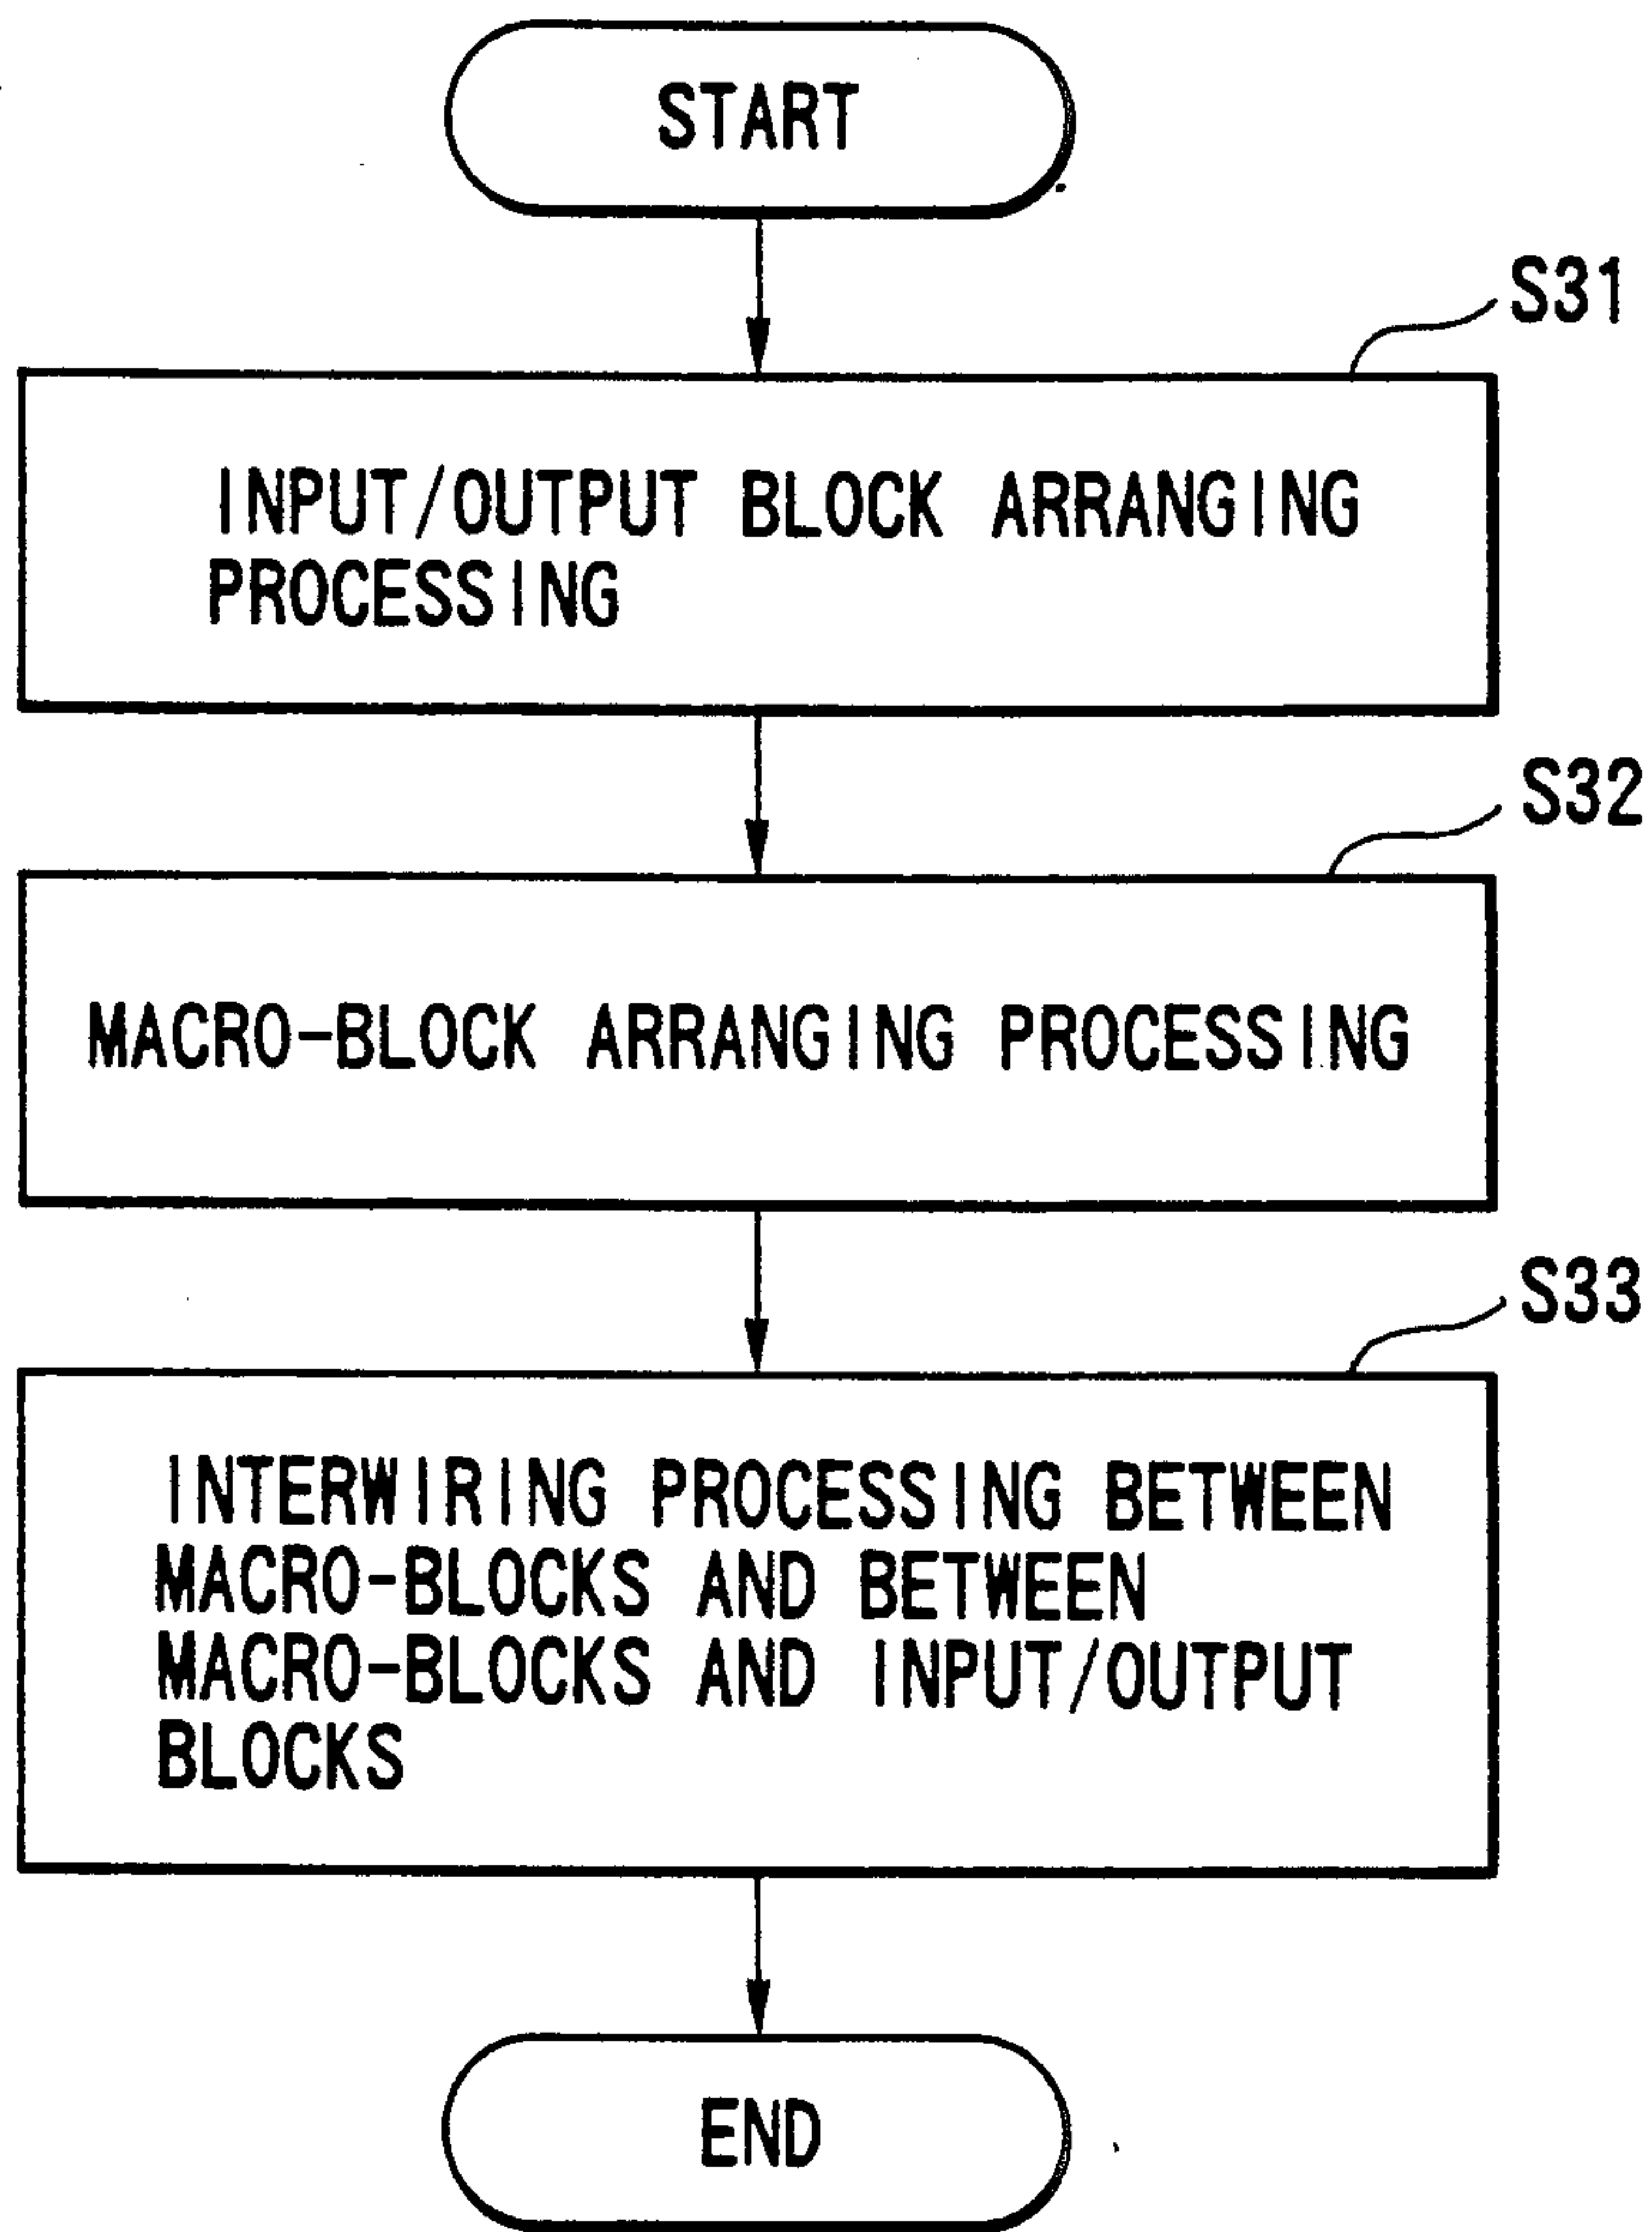 START
S31
INPUT/OUTPUT BLOCK ARRANGING
PROCESSING
S32
MACRO-BLOCK ARRANGING PROCESSING
S33
INTERWIRING PROCESSING BETWEEN
MACRO-BLOCKS AND BETWEEN
MACRO-BLOCKS AND INPUT/OUTPUT
BLOCKS
END